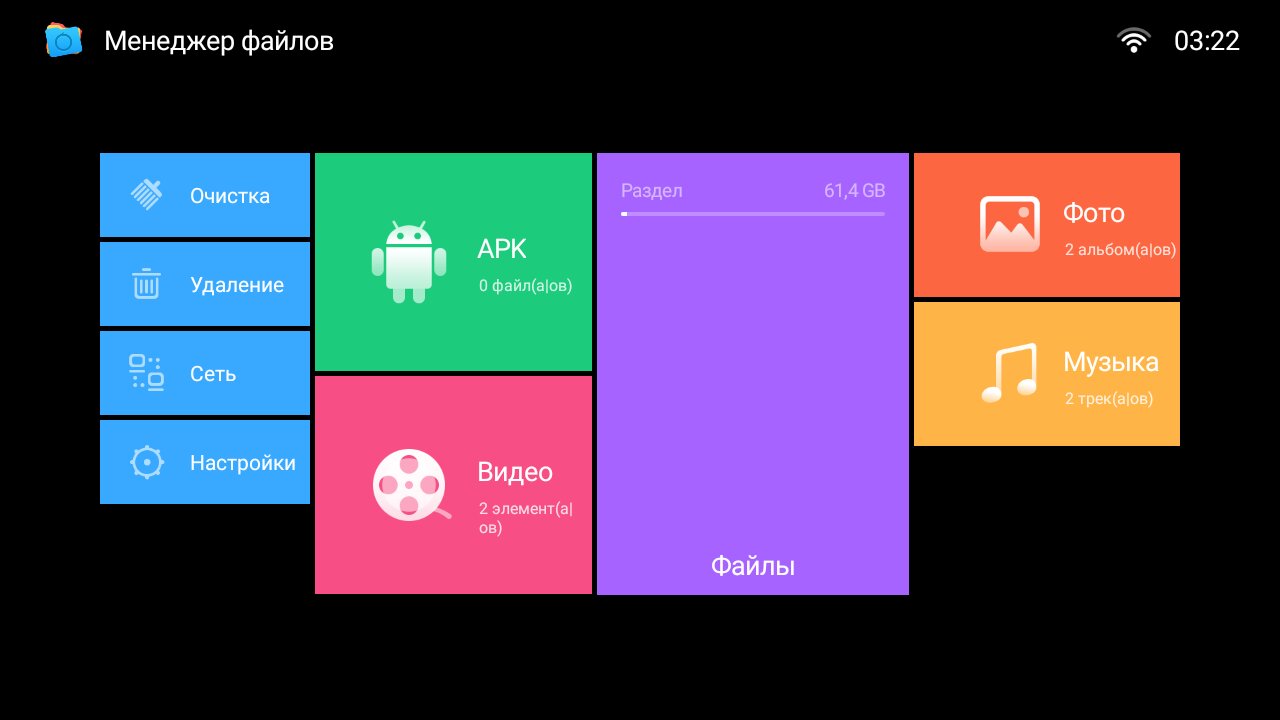 Менеджер файлов
03:22
Очистка
Удаление
Сеть
Настройки
APK
0 файл(а|ов)
Видео
2 элемент(а|
ов)
Раздел 61,4 GB
Файлы
Фото
2 альбом(а|ов)
Музыка
2 трек(а|ов)